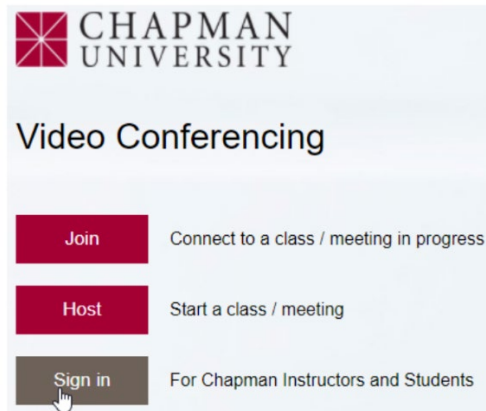 CHAPMAN
UNIVERSITY
Video Conferencing
Join Connect to a class / meeting in progress
Host Start a class / meeting
Sign in For Chapman Instructors and Students